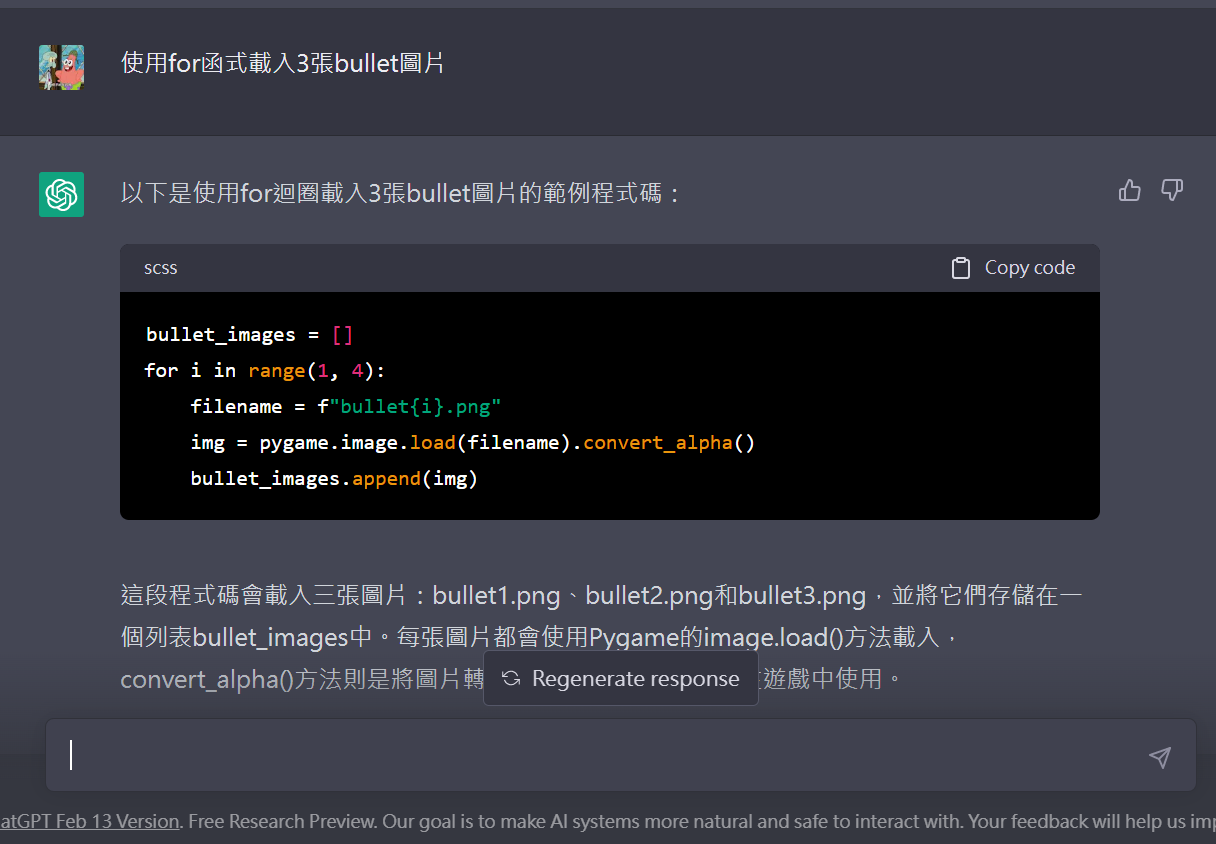 使用for函式載入3張bullet圖片
以下是使用for迴圈載入3張bullet圖片的範例程式碼：
scss
Copy code
bullet_images = []
for i in range(1, 4):
    filename = f"bullet{i}.png"
    img = pygame.image.load(filename).convert_alpha()
    bullet_images.append(img)
這段程式碼會載入三張圖片：bullet1.png、bullet2.png和bullet3.png，並將它們存儲在一
個列表bullet_images中。每張圖片都會使用Pygame的image.load()方法載入，
convert_alpha()方法則是將圖片轉
Regenerate response
遊戲中使用。
atGPT Feb 13 Version. Free Research Preview. Our goal is to make AI systems more natural and safe to interact with. Your feedback will help us imp